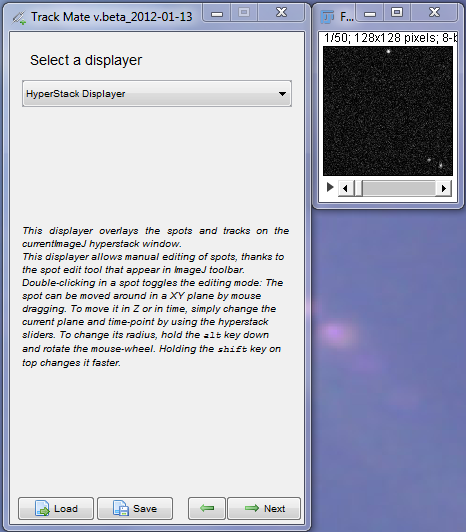 Track Mate v.beta_2012-01-13
F...
1/50; 128x128 pixels; 8-b
Select a displayer
HyperStack Displayer
This displayer overlays the spots and tracks on the
currentImageJ hyperstack window.
This displayer allows manual editing of spots, thanks to
the spot edit tool that appear in ImageJ toolbar.
Double-clicking in a spot toggles the editing mode: The
spot can be moved around in a XY plane by mouse
dragging. To move it in Z or in time, simply change the
current plane and time-point by using the hyperstack
sliders. To change its radius, hold the alt key down
and rotate the mouse-wheel. Holding the shift key on
top changes it faster.
Load Save Next